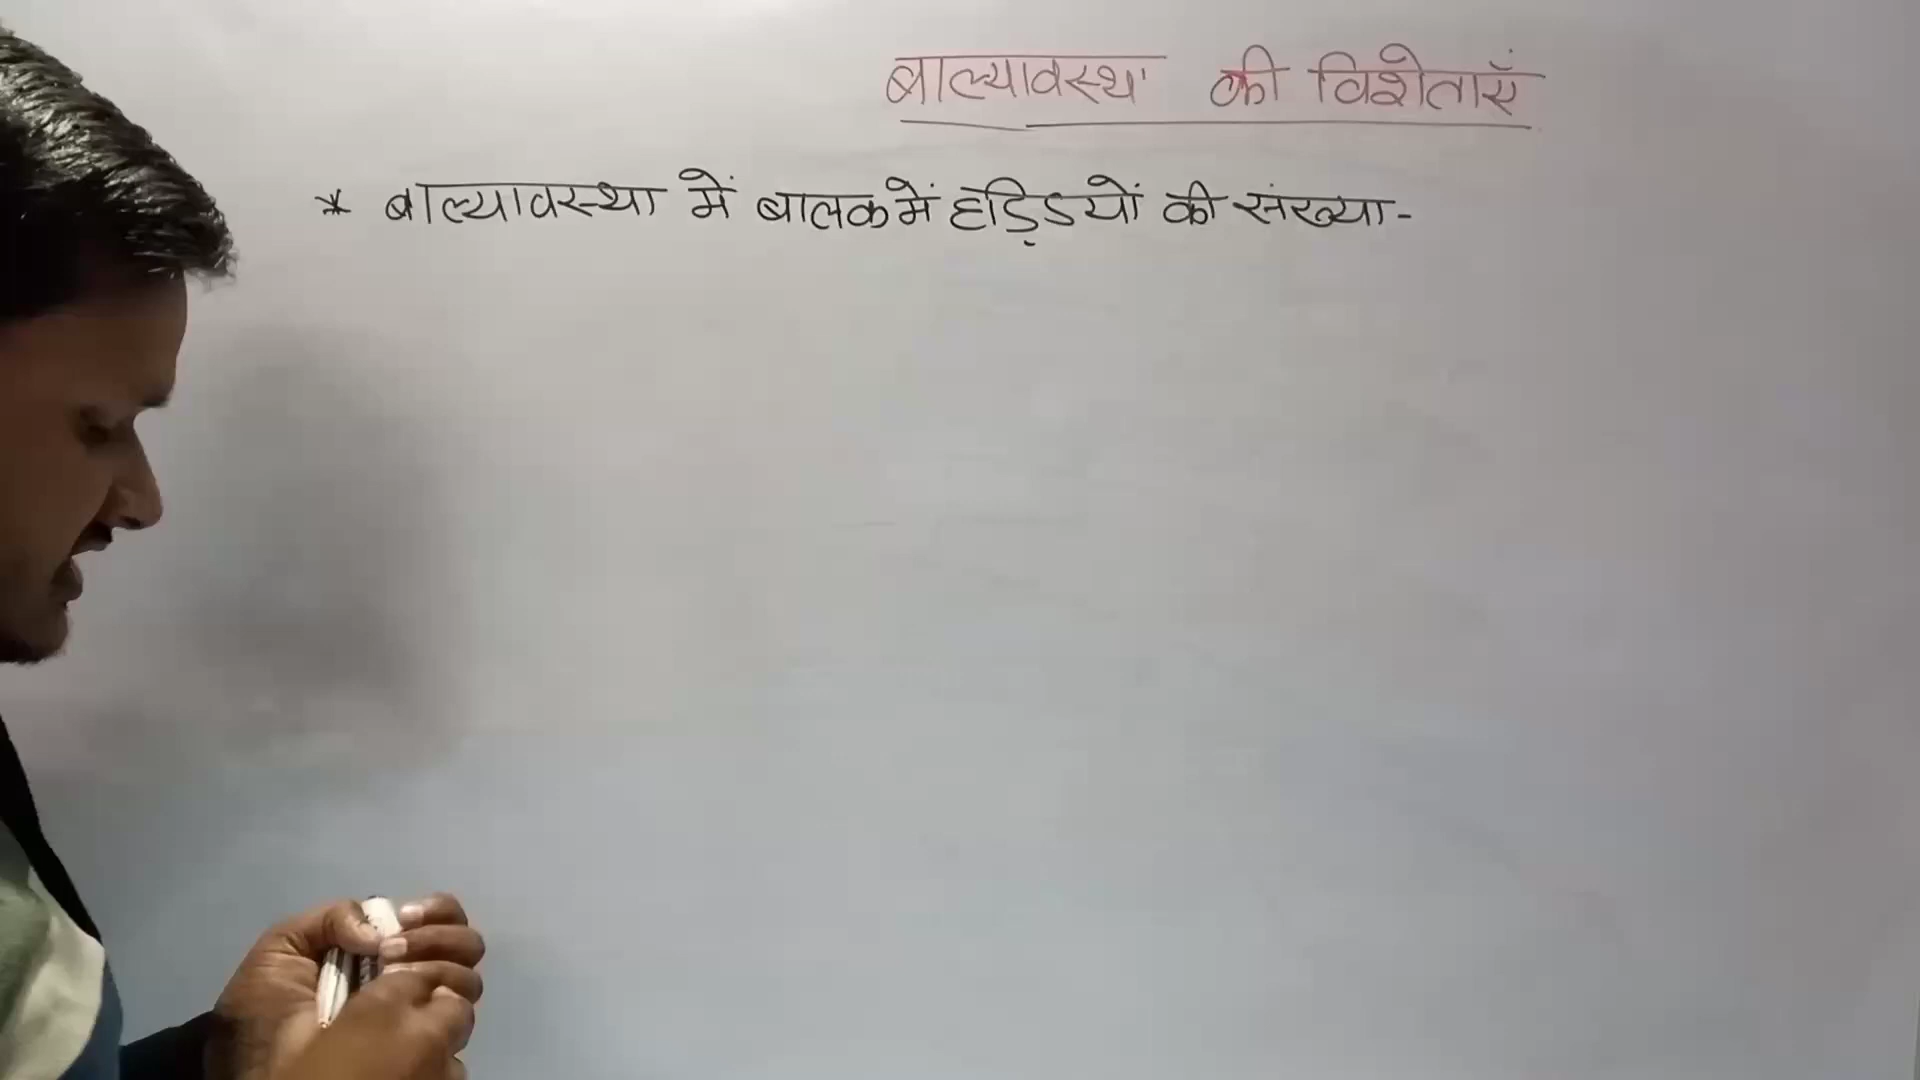 बाल्यावस्था की विशेताएँ
* बाल्यावस्था में बालक में हड्डियों की संख्या-